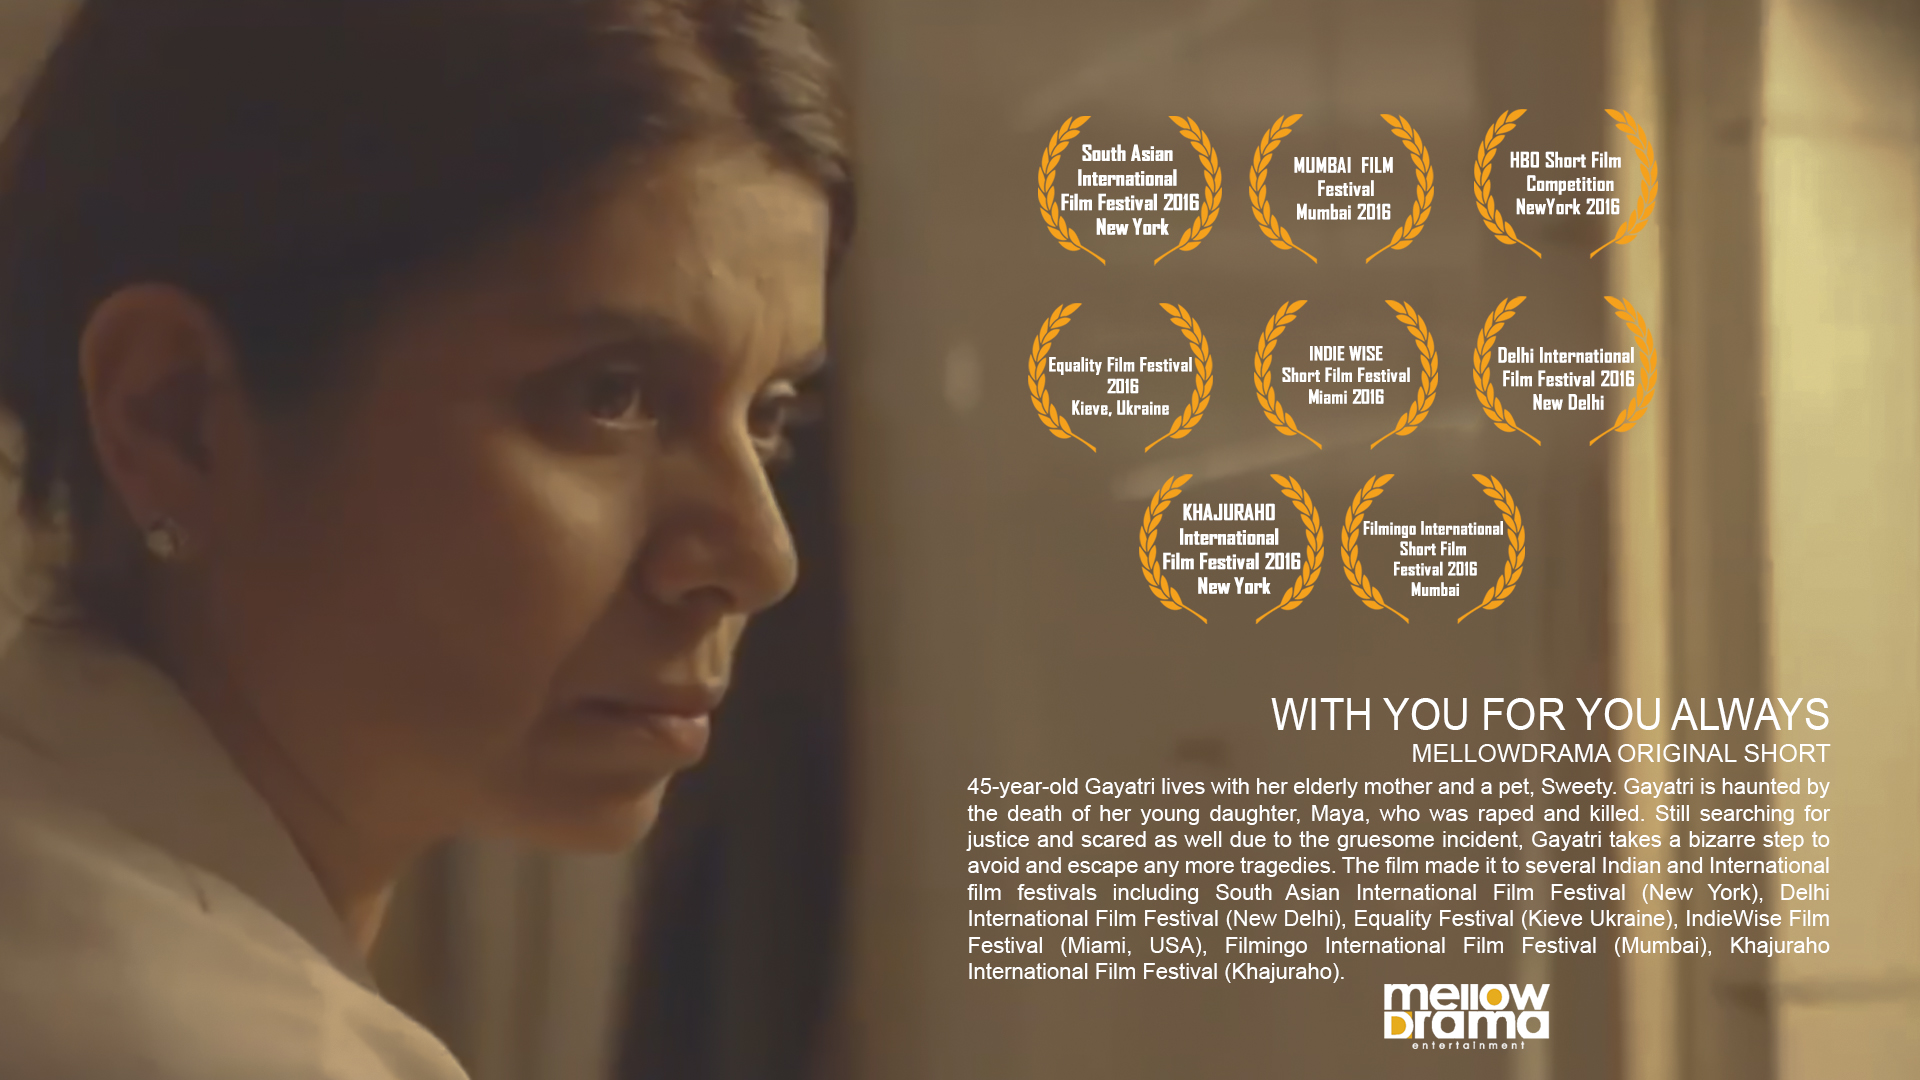 South Asian
International
Film Festival 2016
New York
MUMBAI FILM
Festival
Mumbai 2016
HBO Short Film
Competition
NewYork 2016
Equality Film Festival
2016
Kieve, Ukraine
INDIE WISE
Short Film Festival
Miami 2016
Delhi International
Film Festival 2016
New Delhi
KHAJURAHO
International
Film Festival 2016
New York
Filmingo International
Short Film
Festival 2016
Mumbai
WITH YOU FOR YOU ALWAYS
MELLOWDRAMA ORIGINAL SHORT
45-year-old Gayatri lives with her elderly mother and a pet, Sweety. Gayatri is haunted by
the death of her young daughter, Maya, who was raped and killed. Still searching for
justice and scared as well due to the gruesome incident, Gayatri takes a bizarre step to
avoid and escape any more tragedies. The film made it to several Indian and International
film festivals including South Asian International Film Festival (New York), Delhi
International Film Festival (New Delhi), Equality Festival (Kieve Ukraine), IndieWise Film
Festival (Miami, USA), Filmingo International Film Festival (Mumbai), Khajuraho
International Film Festival (Khajuraho).
mellow
Drama
entertainment